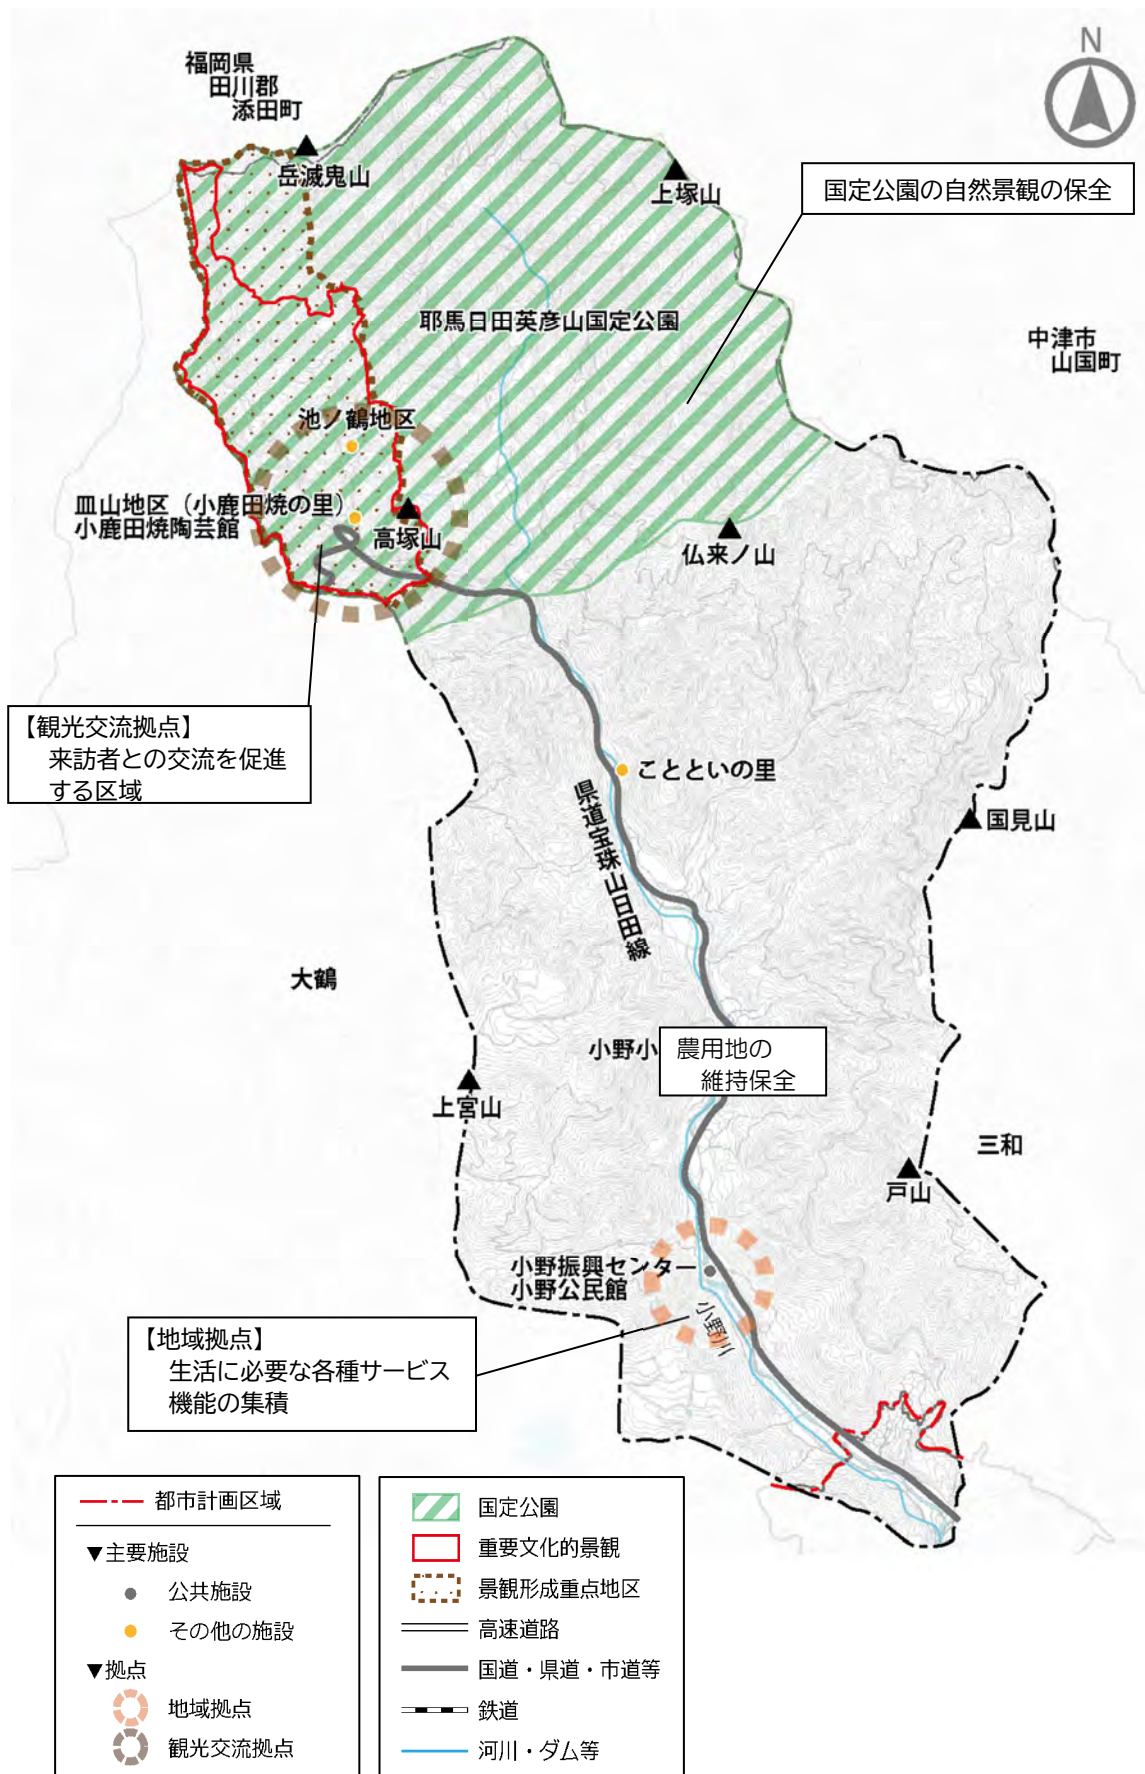 福岡県
田川郡
添田町
N
岳滅鬼山
上塚山
国定公園の自然景観の保全
耶馬日田英彦山国定公園
中津市
山国町
池ノ鶴地区
皿山地区（小鹿田焼の里）
小鹿田焼陶芸館
高塚山
仏来ノ山
【観光交流拠点】
来訪者との交流を促進
する区域
ことといの里
国見山
県道宝珠山日田線
大鶴
小野小
農用地の
維持保全
上宮山
三和
戸山
小野振興センター
小野公民館
小野川
【地域拠点】
生活に必要な各種サービス
機能の集積
都市計画区域
▼主要施設
公共施設
その他の施設
▼拠点
地域拠点
観光交流拠点
国定公園
重要文化的景観
景観形成重点地区
高速道路
国道・県道・市道等
鉄道
河川・ダム等